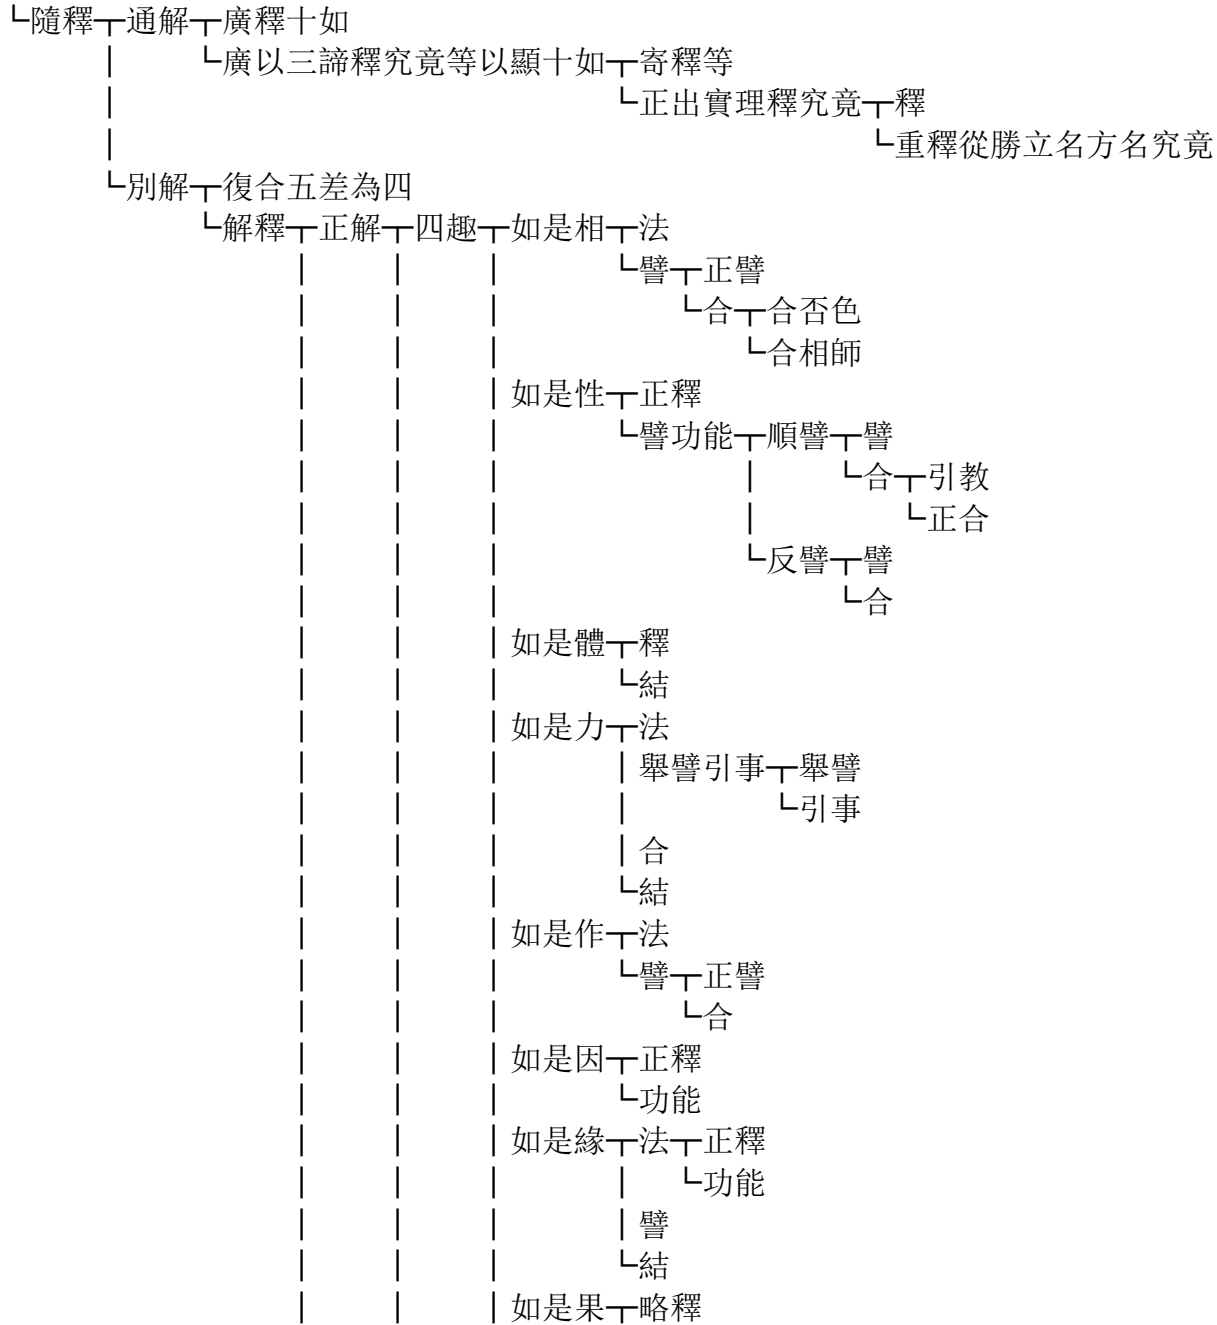 └隨釋┬通解┬廣釋十如
│ └廣以三諦釋究竟等以顯十如┬寄釋等
│ └正出實理釋究竟┬釋
│ └重釋從勝立名方名究竟
└別解┬復合五差為四
└解釋┬正解┬四趣┬如是相┬法
│ │ │ └譬┬正譬
│ │ │ └合┬合否色
│ │ │ └合相師
│ │ │如是性┬正釋
│ │ │ └譬功能┬順譬┬譬
│ │ │ │ └合┬引教
│ │ │ │ └正合
│ │ │ └反譬┬譬
│ │ │ └合
│ │ │如是體┬釋
│ │ │ └結
│ │ │如是力┬法
│ │ │ │舉譬引事┬舉譬
│ │ │ │ └引事
│ │ │ │合
│ │ │ └結
│ │ │如是作┬法
│ │ │ └譬┬正譬
│ │ │ └合
│ │ │如是因┬正釋
│ │ │ └功能
│ │ │如是緣┬法┬正釋
│ │ │ │ └功能
│ │ │ │譬
│ │ │ └結
│ │ │如是果┬略釋